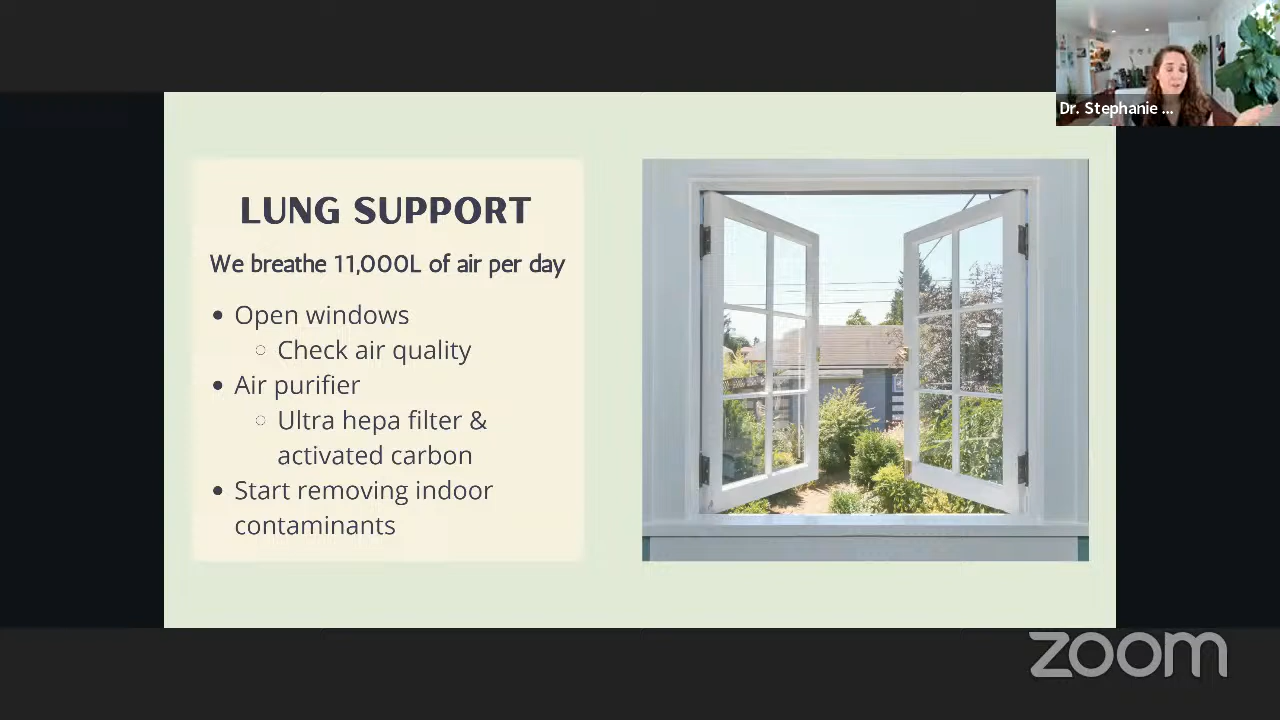 Dr. Stephanie ...
LUNG SUPPORT
We breathe 11,000L of air per day
• Open windows
○ Check air quality
• Air purifier
○ Ultra hepa filter &
activated carbon
• Start removing indoor
contaminants
zoom